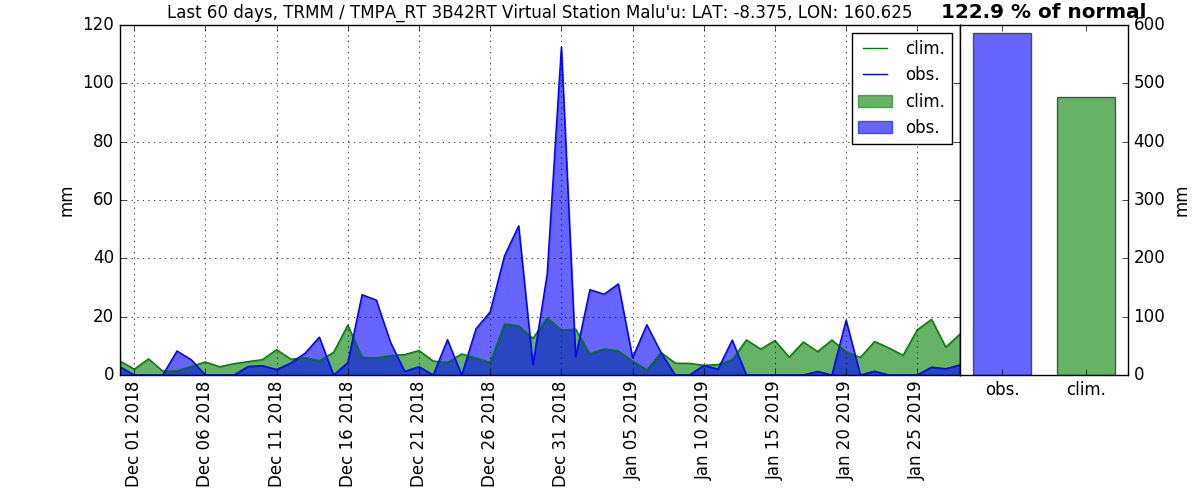 Last 60 days, TRMM / TMPA_RT 3B42RT Virtual Station Malu'u: LAT: -8.375, LON: 160.625
122.9 % of normal
120
100
80
60
40
20
0
mm
clim.
obs.
clim.
obs.
600
500
400
300
200
100
0
mm
Dec 01 2018
Dec 06 2018
Dec 11 2018
Dec 16 2018
Dec 21 2018
Dec 26 2018
Dec 31 2018
Jan 05 2019
Jan 10 2019
Jan 15 2019
Jan 20 2019
Jan 25 2019
obs.
clim.